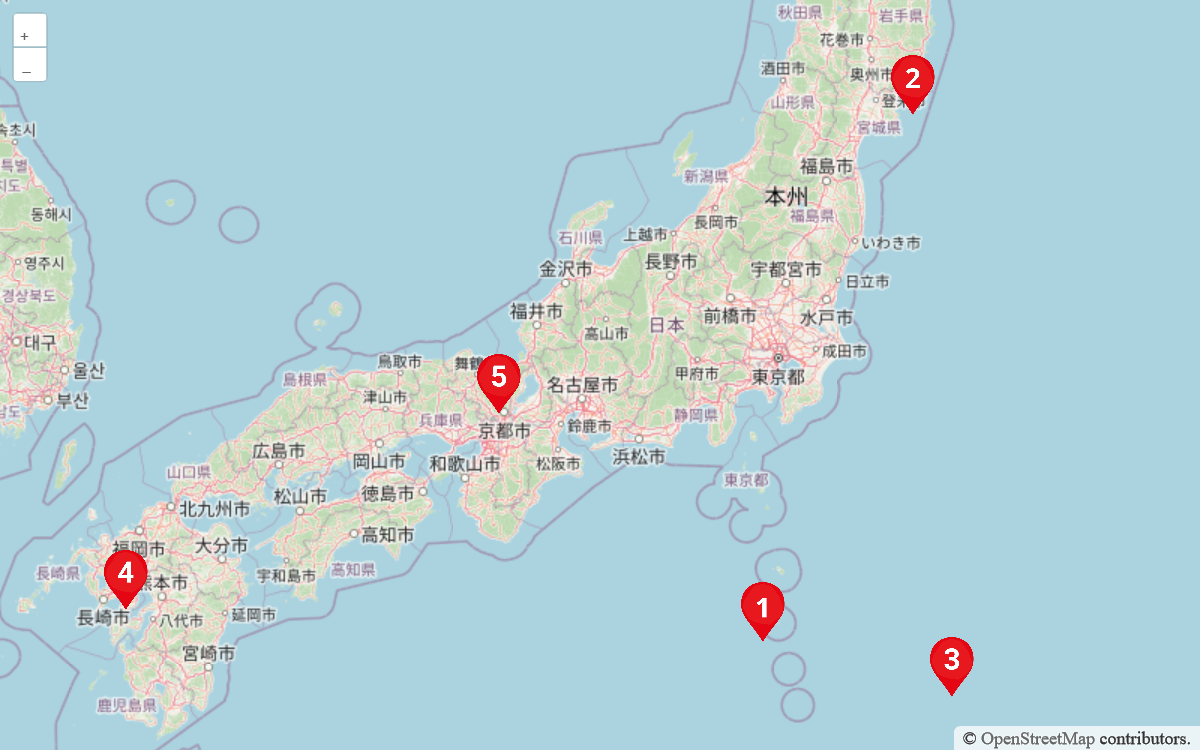 +
−
秋田県
岩手県
花巻市
酒田市
奥州市
2
山形県
宮城県
속초시
특별
福島市
新潟県
本州
동해시
長岡市
福島県
石川県
上越市
いわき市
영주시
金沢市
長野市
宇都宮市
日立市
경상북도
福井市
前橋市
水戸市
高山市
日本
대구
成田市
울산
鳥取市
5
甲府市
東京都
島根県
名古屋市
부산
津山市
兵庫県
静岡県
鈴鹿市
京都市
広島市
岡山市
和歌山市
松阪市
浜松市
山口県
東京都
松山市
徳島市
北九州市
高知市
福岡市
大分市
長崎県
4
宇和島市
高知県
1
長崎市
八代市
延岡市
宮崎市
3
鹿児島県
© OpenStreetMap contributors.